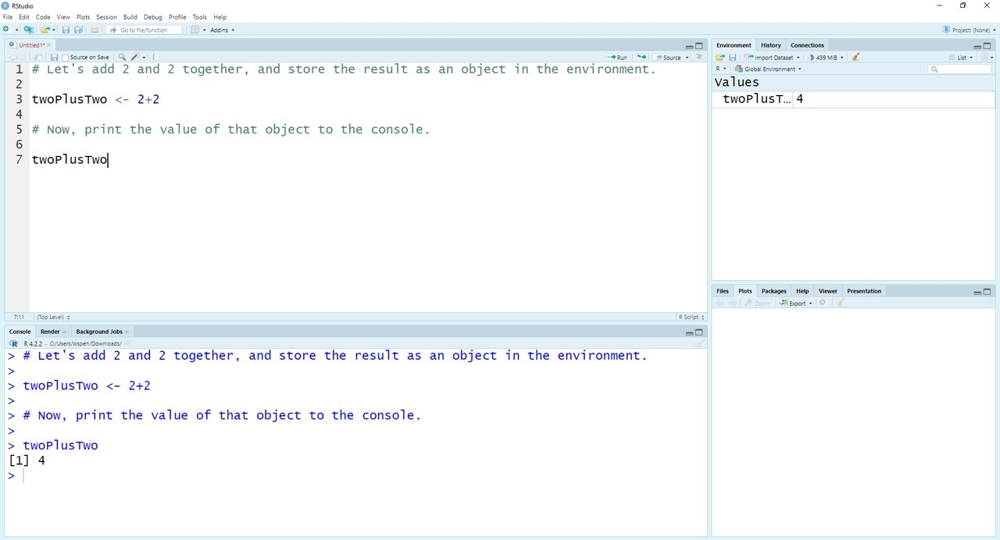 RStudio
File Edit Code View Plots Session Build Debug Profile Tools Help
Go to file/function Addins Project: (None)
Untitled1*
Source on Save Run Source
1 # Let's add 2 and 2 together, and store the result as an object in the environment.
2
3 twoPlusTwo <- 2+2
4
5 # Now, print the value of that object to the console.
6
7 twoPlusTwo
7:11 (Top Level) R Script
Console Render Background Jobs
R 4.2.2 · C:/Users/wspen/Downloads/
> # Let's add 2 and 2 together, and store the result as an object in the environment.
>
> twoPlusTwo <- 2+2
>
> # Now, print the value of that object to the console.
>
> twoPlusTwo
[1] 4
>
Environment History Connections
Import Dataset 439 MiB List
R Global Environment
Values
twoPlusT… 4
Files Plots Packages Help Viewer Presentation
Zoom Export